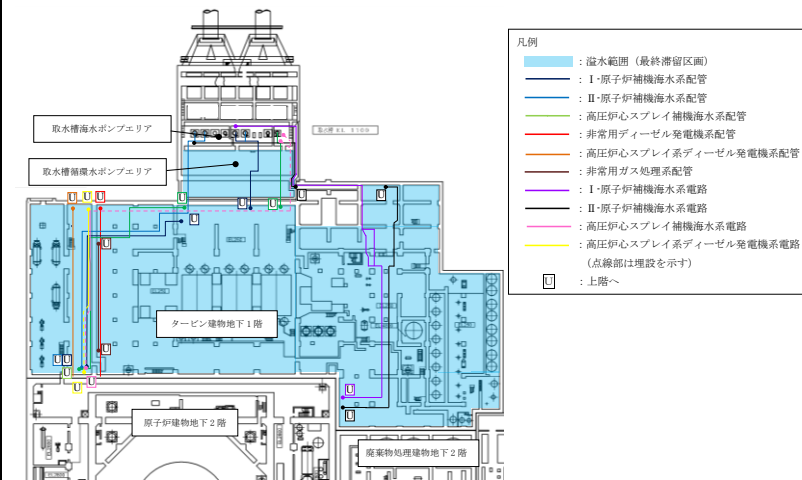 凡例
：溢水範囲（最終滞留区画）
：Ⅰ-原子炉補機海水系配管
：Ⅱ-原子炉補機海水系配管
：高圧炉心スプレイ補機海水系配管
：非常用ディーゼル発電機系配管
：高圧炉心スプレイ系ディーゼル発電機系配管
：非常用ガス処理系配管
：Ⅰ-原子炉補機海水系電路
：Ⅱ-原子炉補機海水系電路
：高圧炉心スプレイ補機海水系電路
：高圧炉心スプレイ系ディーゼル発電機系電路
（点線部は埋設を示す）
U ：上階へ
取水槽海水ポンプエリア
取水槽 EL 1100
取水槽循環水ポンプエリア
U
U
U
U
U
U
U
U
U
U
U
タービン建物地下1階
U
U
U
U
U
U
U
U
原子炉建物地下2階
廃棄物処理建物地下2階